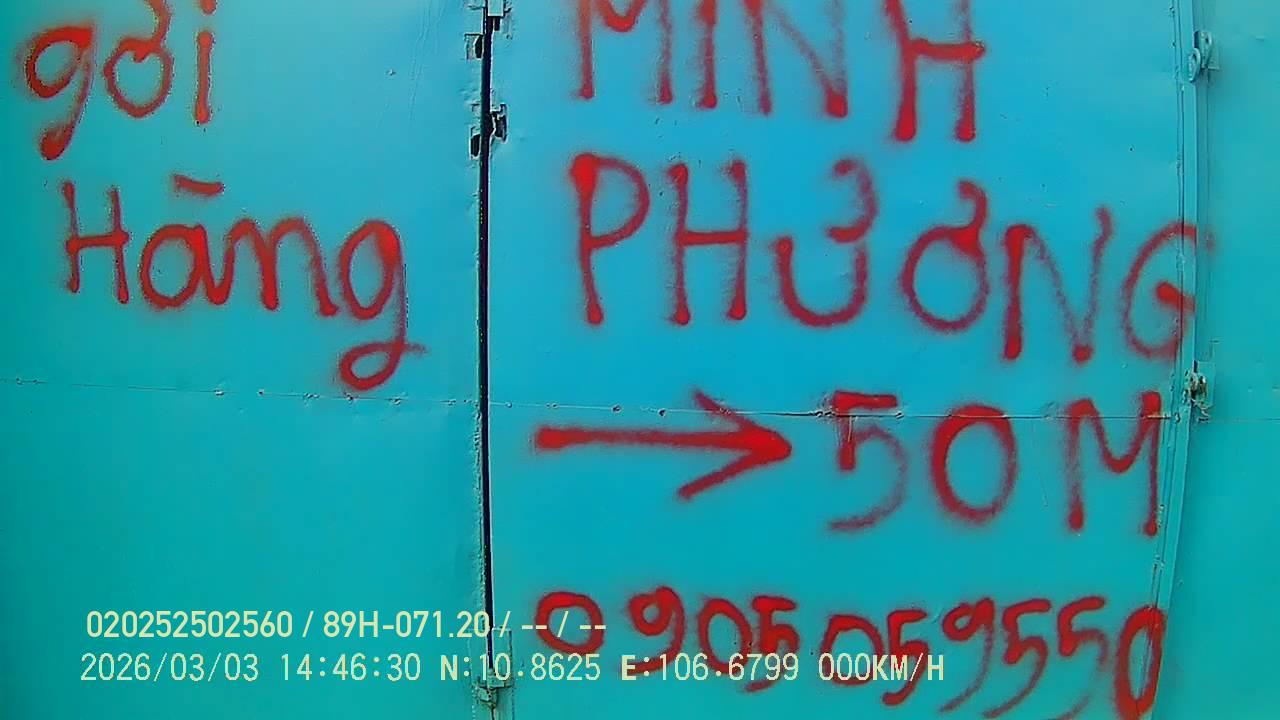 gởi
Hàng
MINH
PHƯƠNG
→ 50M
0905059550
020252502560 / 89H-071.20 / -- / --
2026/03/03 14:46:30 N:10.8625 E:106.6799 000KM/H